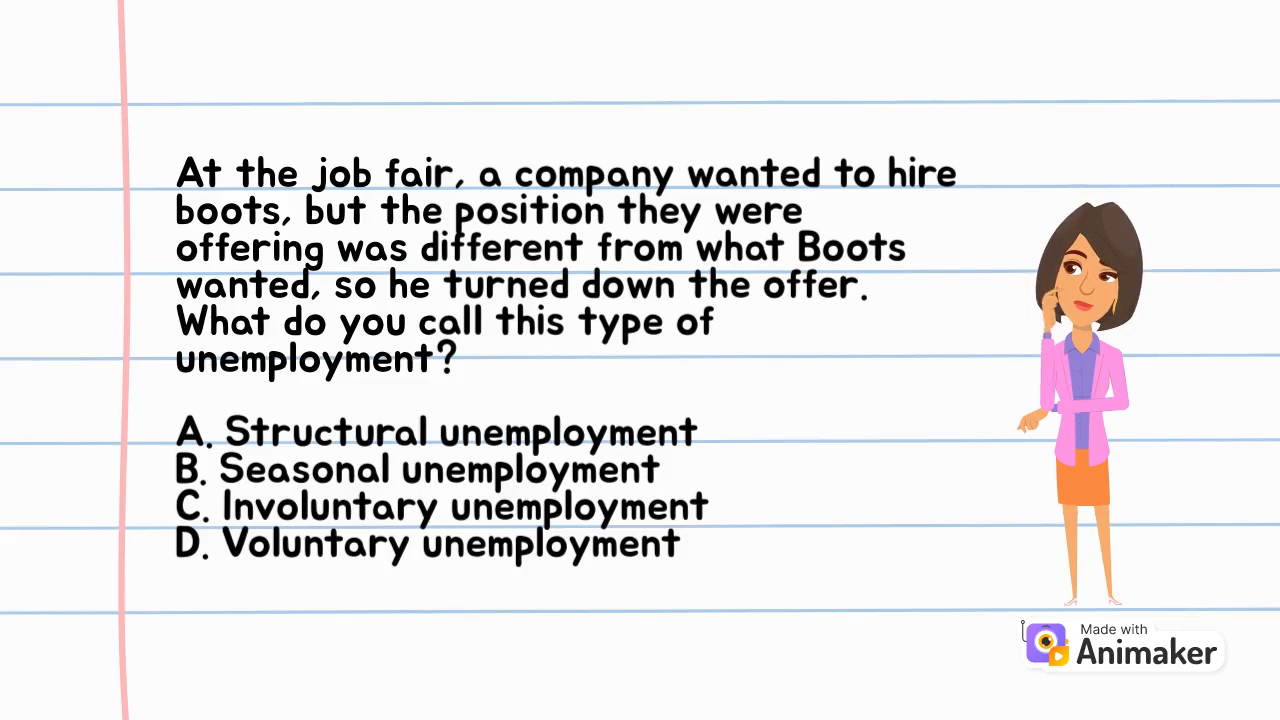 At the job fair, a company wanted to hire
boots, but the position they were
offering was different from what Boots
wanted, so he turned down the offer.
What do you call this type of
unemployment?
A. Structural unemployment
B. Seasonal unemployment
C. Involuntary unemployment
D. Voluntary unemployment
Made with
Animaker